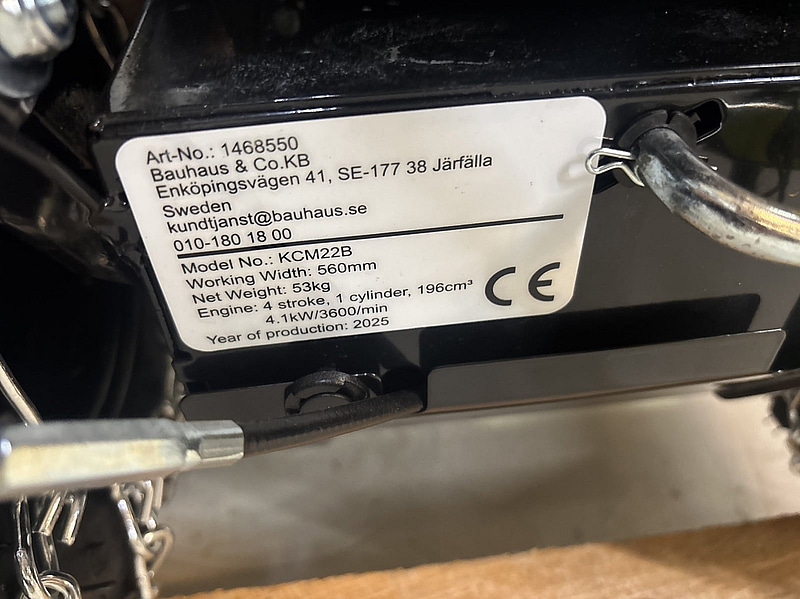 Art-No.: 1468550
Bauhaus & Co.KB
Enköpingsvägen 41, SE-177 38 Järfälla
Sweden
kundtjanst@bauhaus.se
010-180 18 00
Model No.: KCM22B
Working Width: 560mm
Net Weight: 53kg
Engine: 4 stroke, 1 cylinder, 196cm³
4.1kW/3600/min
Year of production: 2025
CE